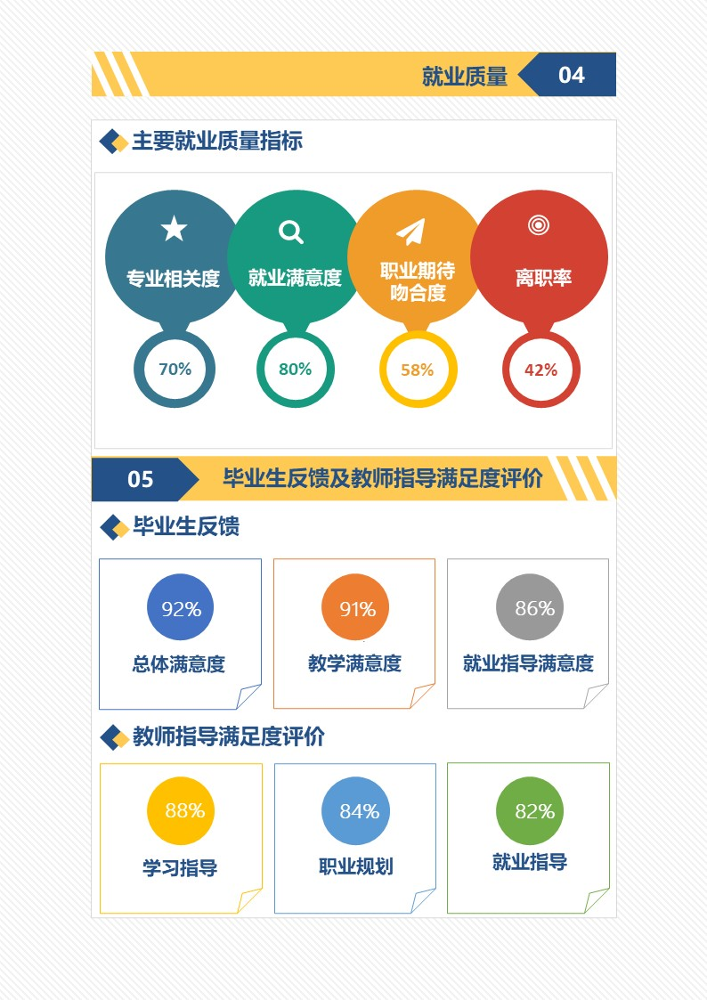 就业质量 04
主要就业质量指标
专业相关度
就业满意度
职业期待
吻合度
离职率
70%
80%
58%
42%
05 毕业生反馈及教师指导满足度评价
毕业生反馈
92%
91%
86%
总体满意度
教学满意度
就业指导满意度
教师指导满足度评价
88%
84%
82%
学习指导
职业规划
就业指导